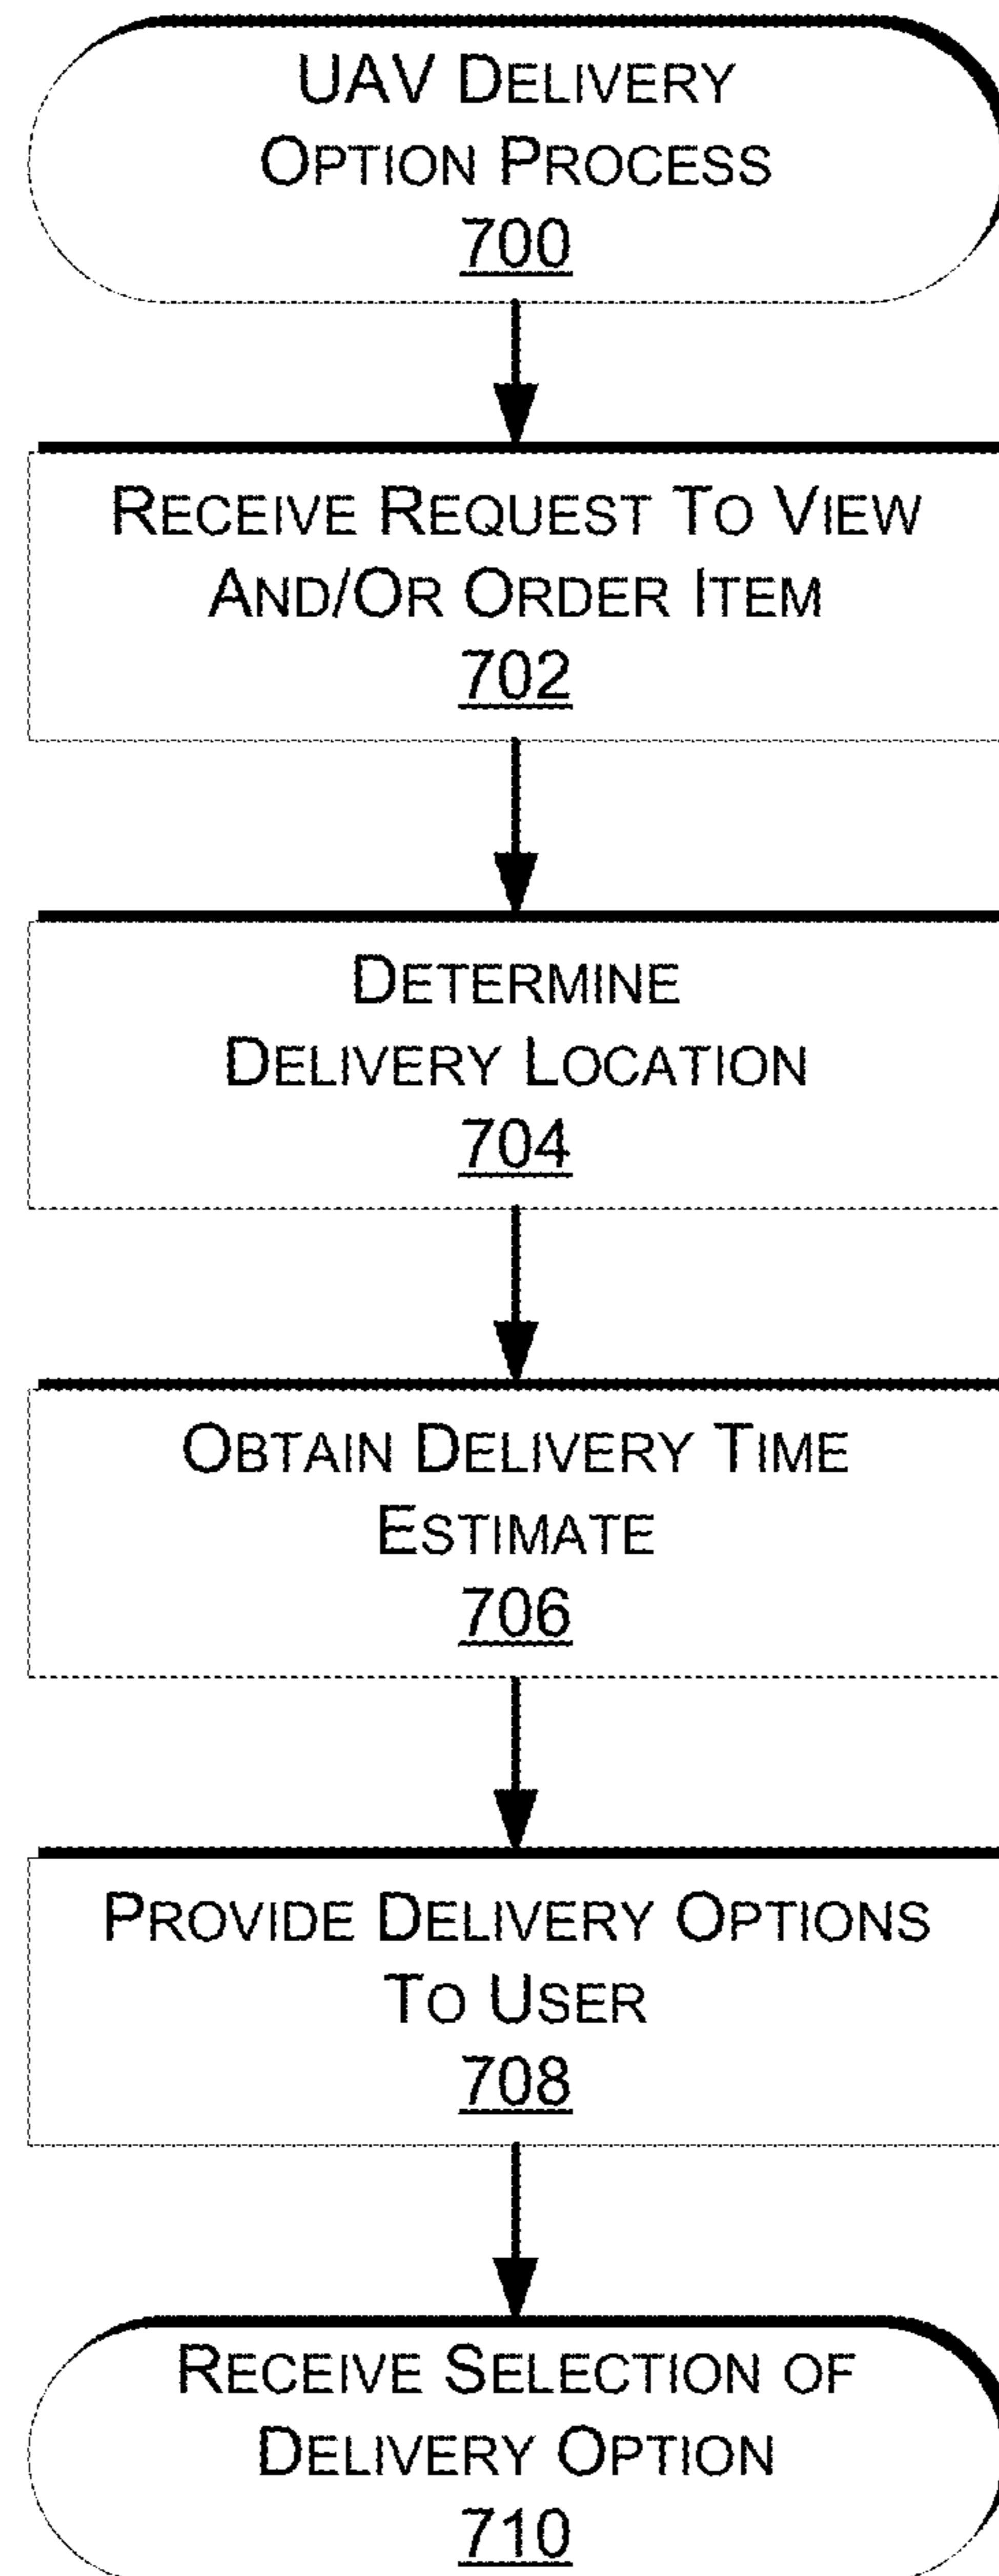 UAV DELIVERY
OPTION PROCESS
700
RECEIVE REQUEST TO VIEW
AND/OR ORDER ITEM
702
DETERMINE
DELIVERY LOCATION
704
OBTAIN DELIVERY TIME
ESTIMATE
706
PROVIDE DELIVERY OPTIONS
TO USER
708
RECEIVE SELECTION OF
DELIVERY OPTION
710